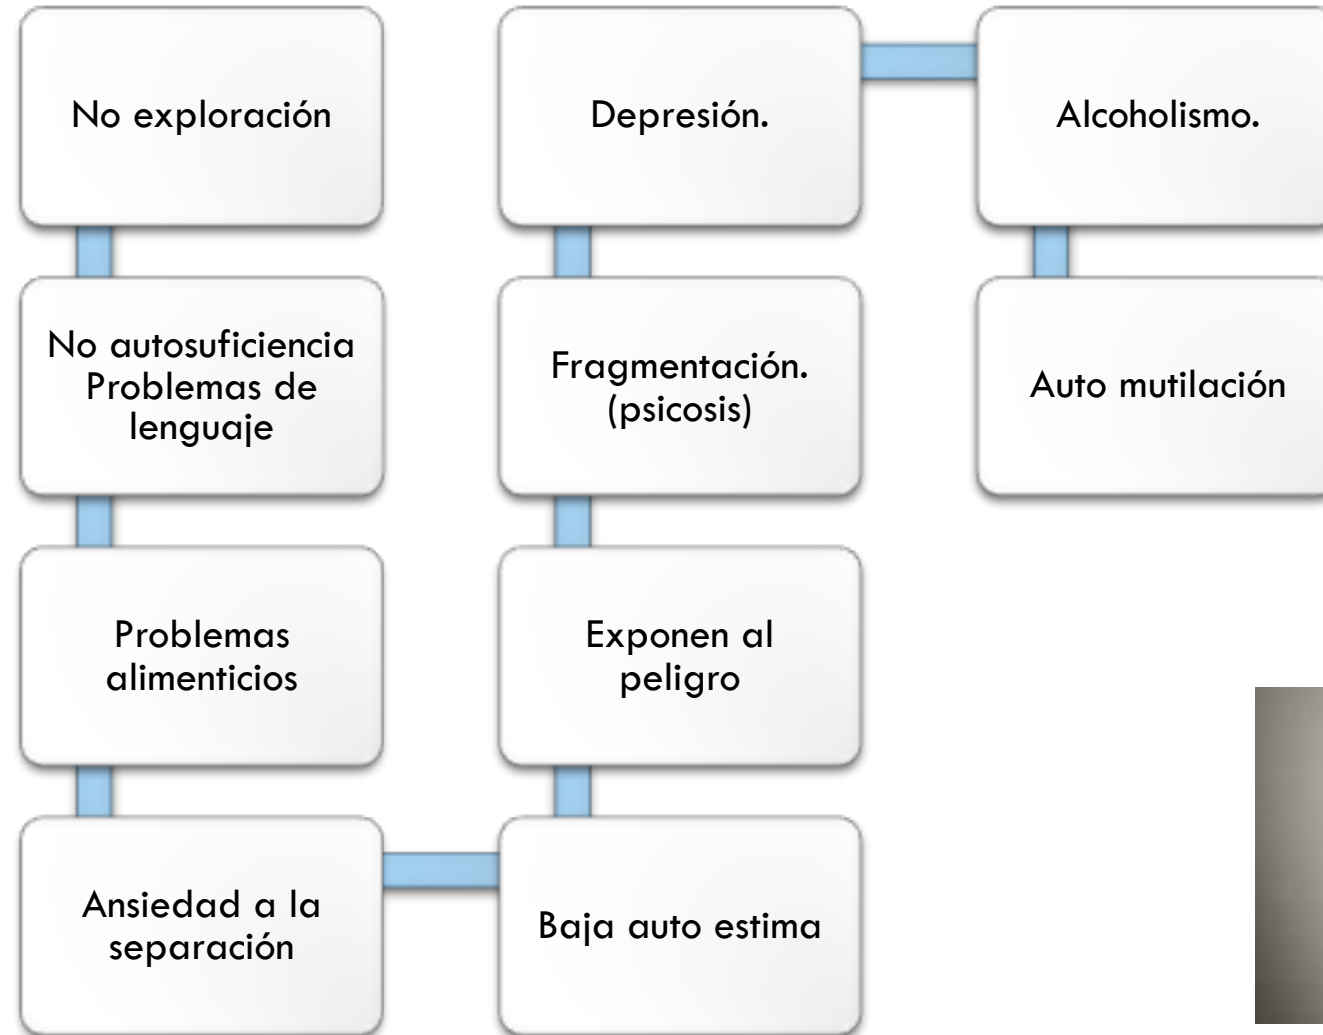 No exploración
No autosuficiencia
Problemas de
lenguaje
Problemas
alimenticios
Ansiedad a la
separación
Baja auto estima
Exponen al
peligro
Fragmentación.
(psicosis)
Depresión.
Alcoholismo.
Auto mutilación